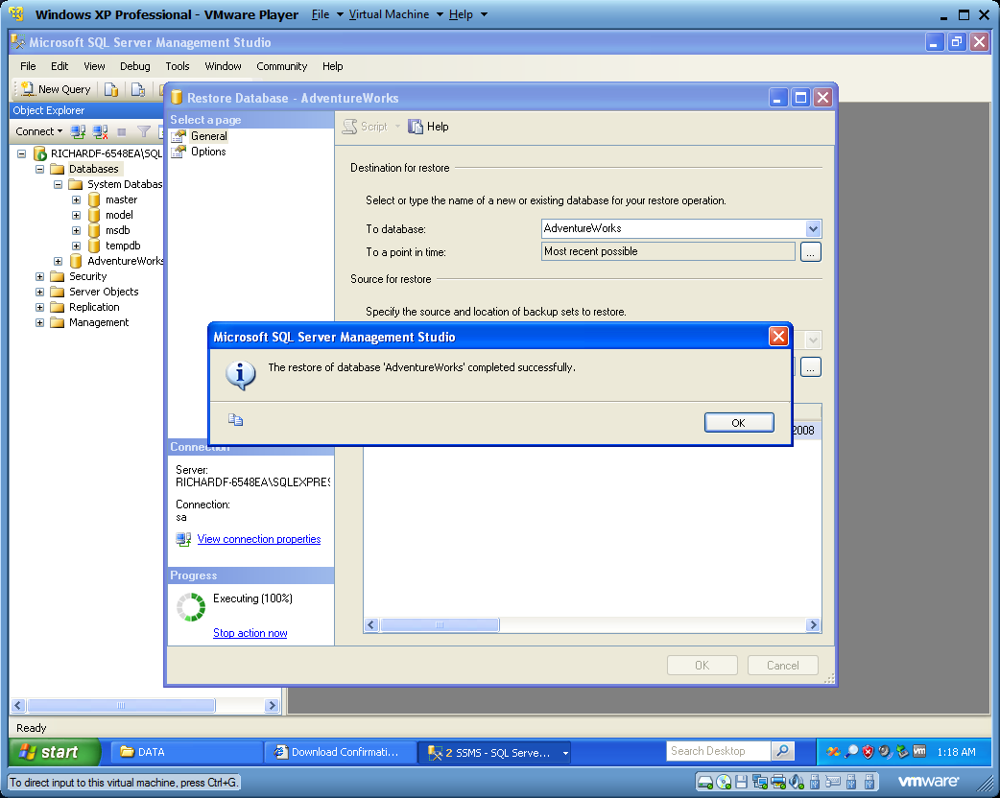 Windows XP Professional - VMware Player File Virtual Machine Help
Microsoft SQL Server Management Studio
File Edit View Debug Tools Window Community Help
New Query
Object Explorer
Connect
RICHARDF-6548EA\SQL
Databases
System Databas
master
model
msdb
tempdb
AdventureWorks
Security
Server Objects
Replication
Management
Restore Database - AdventureWorks
Select a page
General
Options
Script Help
Destination for restore
Select or type the name of a new or existing database for your restore operation.
To database: AdventureWorks
To a point in time: Most recent possible ...
Source for restore
Specify the source and location of backup sets to restore.
...
2008
Microsoft SQL Server Management Studio
The restore of database 'AdventureWorks' completed successfully.
OK
Connection
Server:
RICHARDF-6548EA\SQLEXPRES
Connection:
sa
View connection properties
Progress
Executing (100%)
Stop action now
OK Cancel
Ready
start DATA Download Confirmati... 2 SSMS - SQL Serve... Search Desktop 1:18 AM
To direct input to this virtual machine, press Ctrl+G. vmware